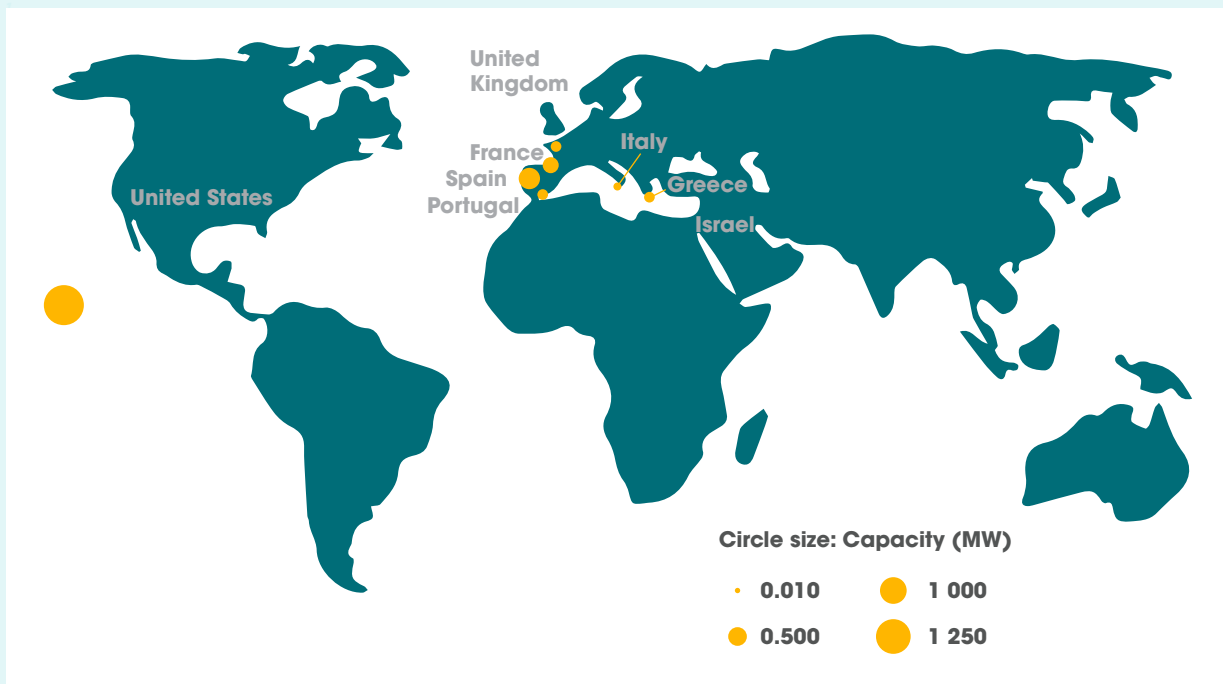 United
Kingdom
Italy
France
Spain
Greece
United States
Portugal
Israel
Circle size: Capacity (MW)
0.010
1 000
0.500
1 250